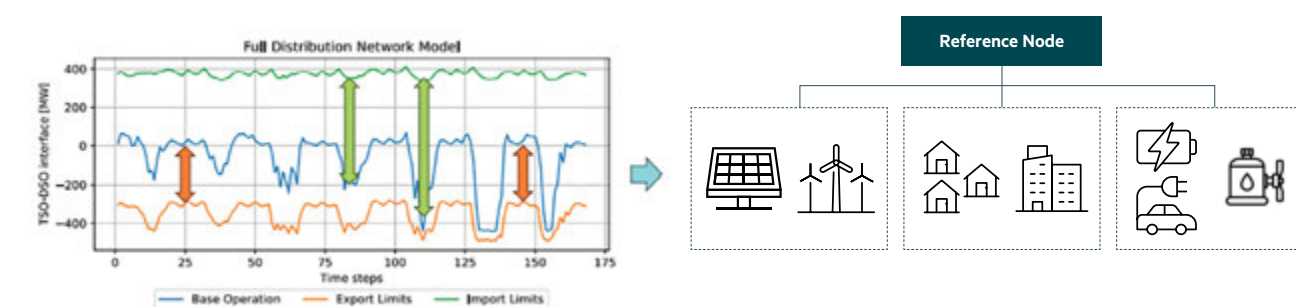 Full Distribution Network Model
TSO-DSO interface [MW]
400
200
0
−200
−400
0 25 50 75 100 125 150 175
Time steps
Base Operation Export Limits Import Limits
Reference Node